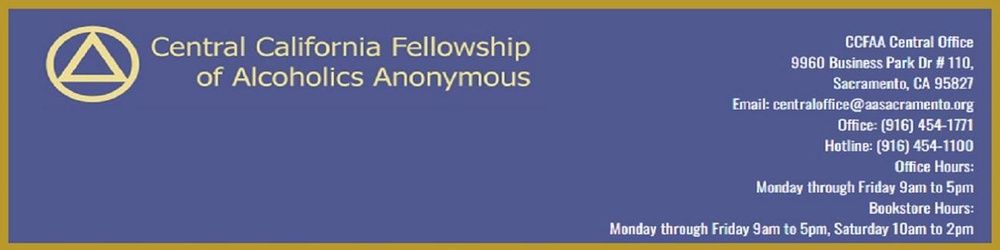 Central California Fellowship
of Alcoholics Anonymous
CCFAA Central Office
9960 Business Park Dr # 110,
Sacramento, CA 95827
Email: centraloffice@aasacramento.org
Office: (916) 454-1771
Hotline: (916) 454-1100
Office Hours:
Monday through Friday 9am to 5pm
Bookstore Hours:
Monday through Friday 9am to 5pm, Saturday 10am to 2pm